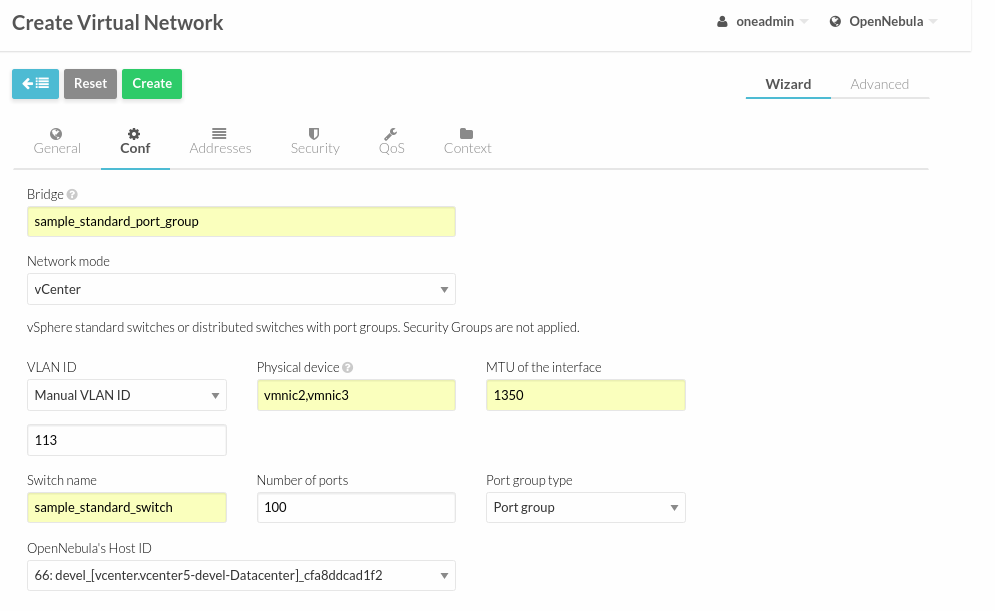 Create Virtual Network
oneadmin OpenNebula
Reset Create
Wizard Advanced
General Conf Addresses Security QoS Context
Bridge
sample_standard_port_group
Network mode
vCenter
vSphere standard switches or distributed switches with port groups. Security Groups are not applied.
VLAN ID Physical device MTU of the interface
Manual VLAN ID vmnic2,vmnic3 1350
113
Switch name Number of ports Port group type
sample_standard_switch 100 Port group
OpenNebula's Host ID
66: devel_[vcenter.vcenter5-devel-Datacenter]_cfa8ddcad1f2